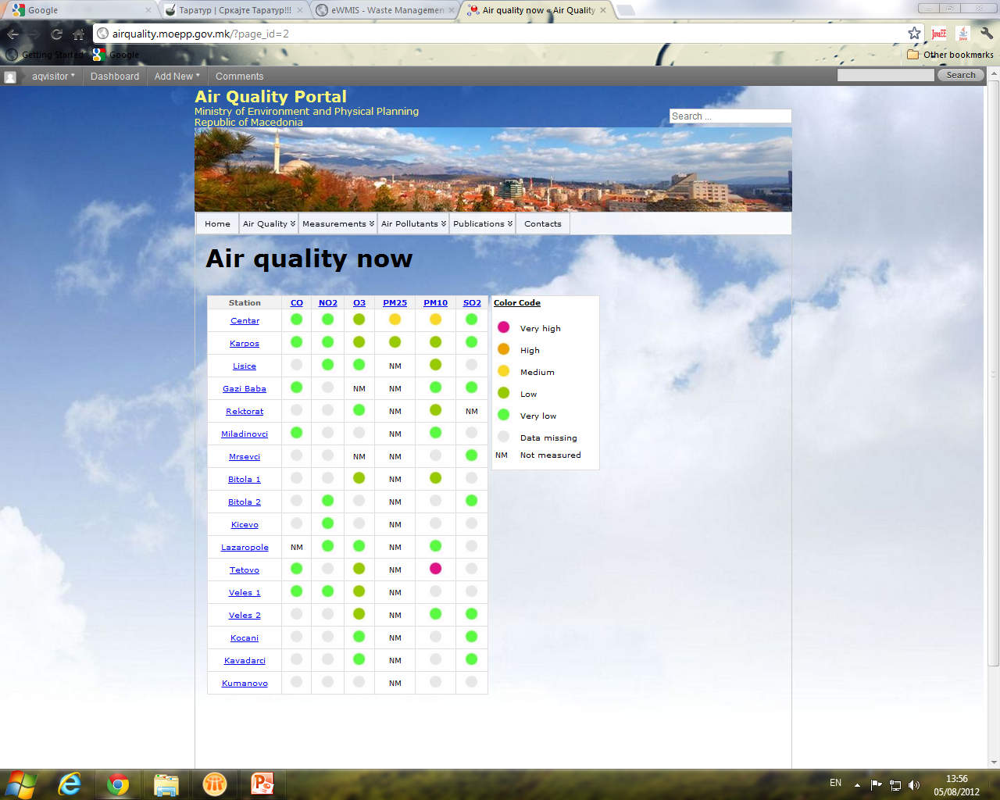 Google
Таратур | Сркајте Таратур!!!
eWMIS - Waste Managemen
Air quality now « Air Quality
airquality.moepp.gov.mk/?page_id=2
Getting Started
Google
Other bookmarks
aqvisitor
Dashboard
Add New
Comments
Search
Air Quality Portal
Ministry of Environment and Physical Planning
Republic of Macedonia
Search ...
Home Air Quality Measurements Air Pollutants Publications Contacts
Air quality now
Station CO NO2 O3 PM25 PM10 SO2
Centar
Karpos
Lisice NM
Gazi Baba NM NM
Rektorat NM NM
Miladinovci NM
Mrsevci NM NM
Bitola 1 NM
Bitola 2 NM
Kicevo NM
Lazaropole NM NM
Tetovo NM
Veles 1 NM
Veles 2 NM
Kocani NM
Kavadarci NM
Kumanovo NM
Color Code
Very high
High
Medium
Low
Very low
Data missing
NM Not measured
EN
13:56
05/08/2012